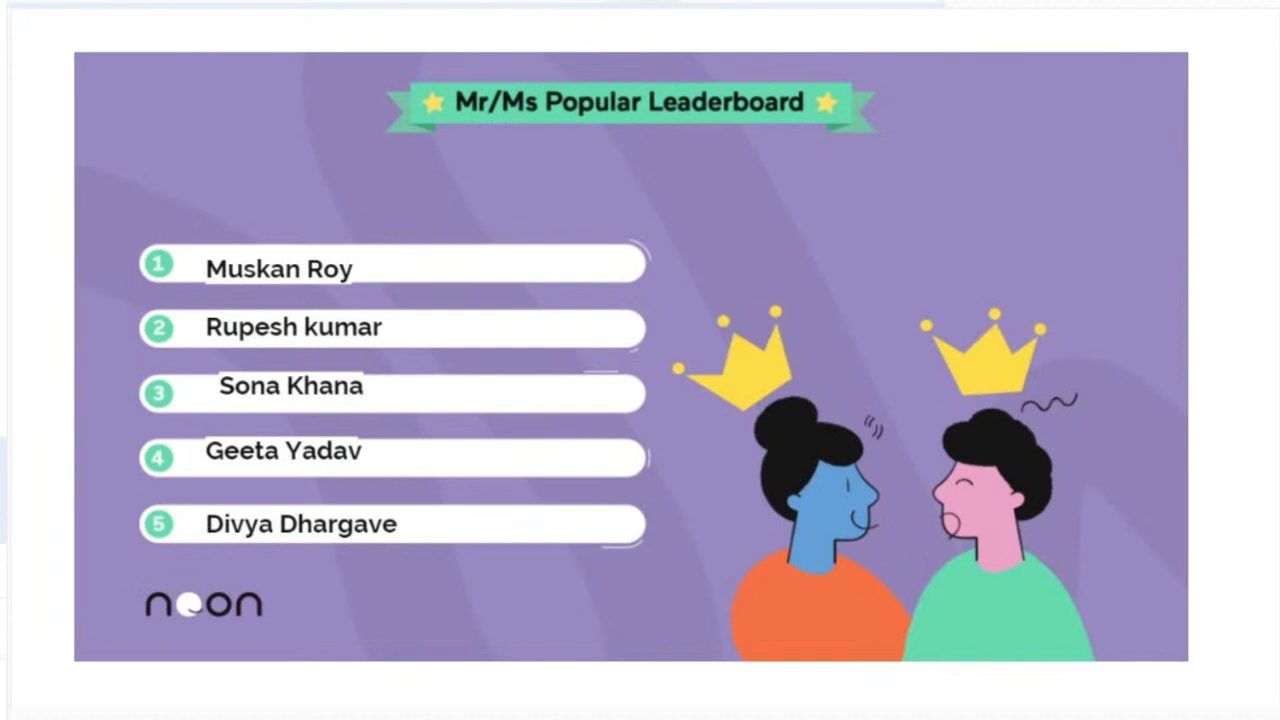 Mr/Ms Popular Leaderboard
1 Muskan Roy
2 Rupesh kumar
3 Sona Khana
4 Geeta Yadav
5 Divya Dhargave
noon